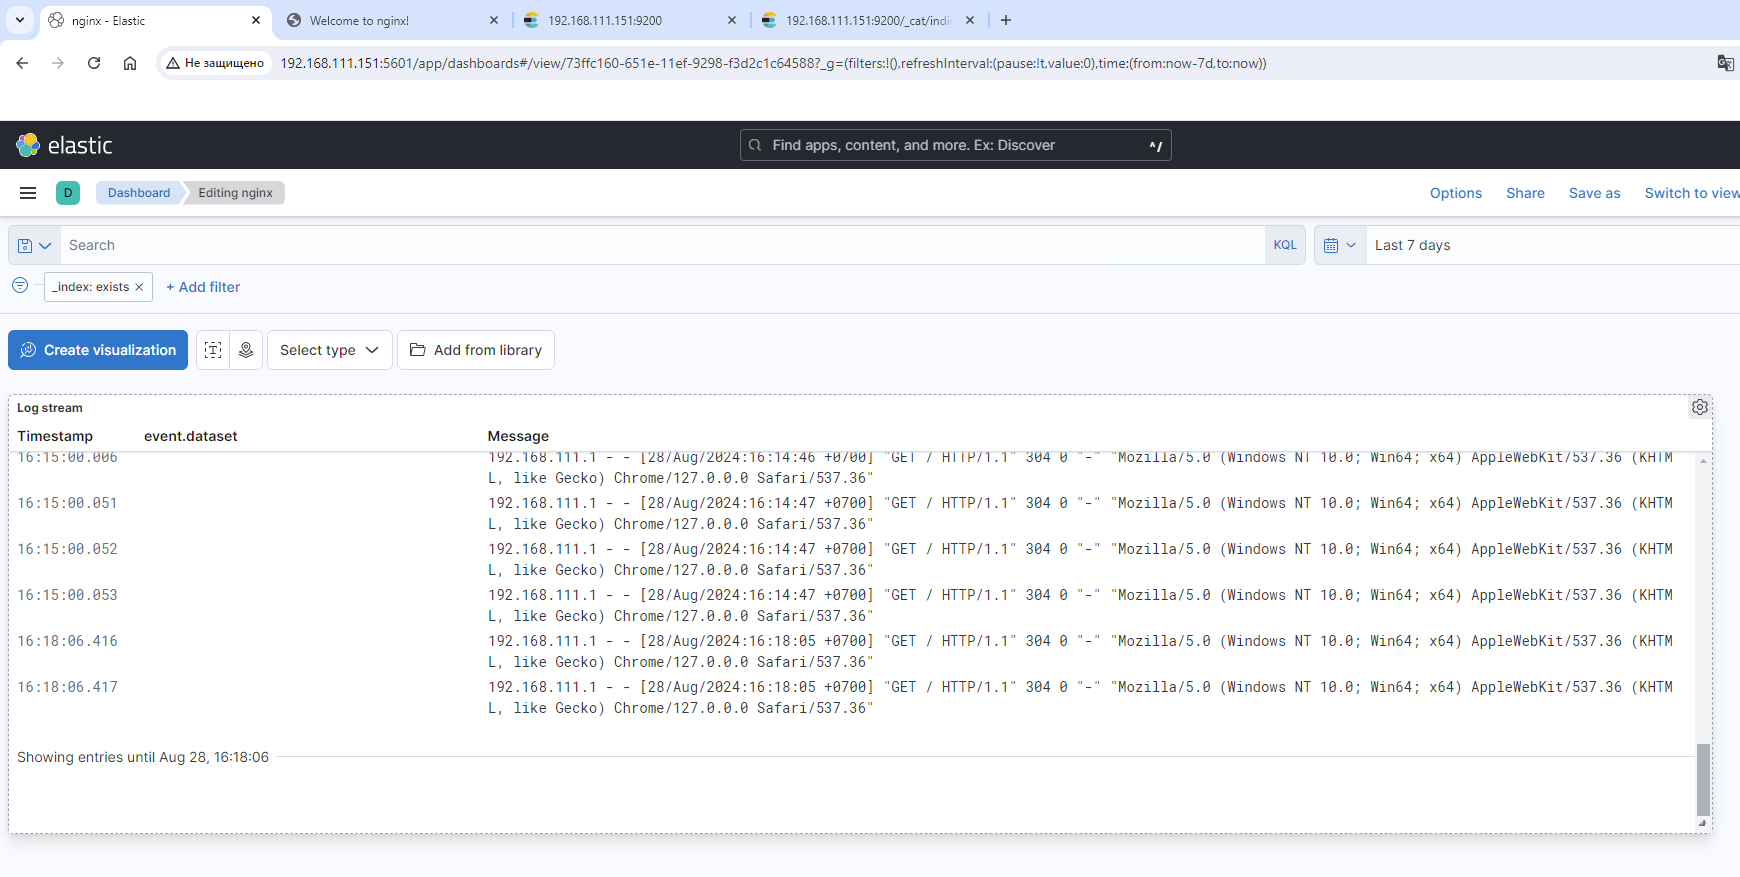 nginx - Elastic
Welcome to nginx!
192.168.111.151:9200
192.168.111.151:9200/_cat/indic
Не защищено
192.168.111.151:5601/app/dashboards#/view/73ffc160-651e-11ef-9298-f3d2c1c64588?_g=(filters:!(),refreshInterval:(pause:!t,value:0),time:(from:now-7d,to:now))
elastic
Find apps, content, and more. Ex: Discover
^/
D
Dashboard
Editing nginx
Options
Share
Save as
Switch to view
Search
KQL
Last 7 days
_index: exists
+ Add filter
Create visualization
Select type
Add from library
Log stream
Timestamp event.dataset Message
16:15:00.006 192.168.111.1 - - [28/Aug/2024:16:14:46 +0700] "GET / HTTP/1.1" 304 0 "-" "Mozilla/5.0 (Windows NT 10.0; Win64; x64) AppleWebKit/537.36 (KHTM
L, like Gecko) Chrome/127.0.0.0 Safari/537.36"
16:15:00.051 192.168.111.1 - - [28/Aug/2024:16:14:47 +0700] "GET / HTTP/1.1" 304 0 "-" "Mozilla/5.0 (Windows NT 10.0; Win64; x64) AppleWebKit/537.36 (KHTM
L, like Gecko) Chrome/127.0.0.0 Safari/537.36"
16:15:00.052 192.168.111.1 - - [28/Aug/2024:16:14:47 +0700] "GET / HTTP/1.1" 304 0 "-" "Mozilla/5.0 (Windows NT 10.0; Win64; x64) AppleWebKit/537.36 (KHTM
L, like Gecko) Chrome/127.0.0.0 Safari/537.36"
16:15:00.053 192.168.111.1 - - [28/Aug/2024:16:14:47 +0700] "GET / HTTP/1.1" 304 0 "-" "Mozilla/5.0 (Windows NT 10.0; Win64; x64) AppleWebKit/537.36 (KHTM
L, like Gecko) Chrome/127.0.0.0 Safari/537.36"
16:18:06.416 192.168.111.1 - - [28/Aug/2024:16:18:05 +0700] "GET / HTTP/1.1" 304 0 "-" "Mozilla/5.0 (Windows NT 10.0; Win64; x64) AppleWebKit/537.36 (KHTM
L, like Gecko) Chrome/127.0.0.0 Safari/537.36"
16:18:06.417 192.168.111.1 - - [28/Aug/2024:16:18:05 +0700] "GET / HTTP/1.1" 304 0 "-" "Mozilla/5.0 (Windows NT 10.0; Win64; x64) AppleWebKit/537.36 (KHTM
L, like Gecko) Chrome/127.0.0.0 Safari/537.36"
Showing entries until Aug 28, 16:18:06